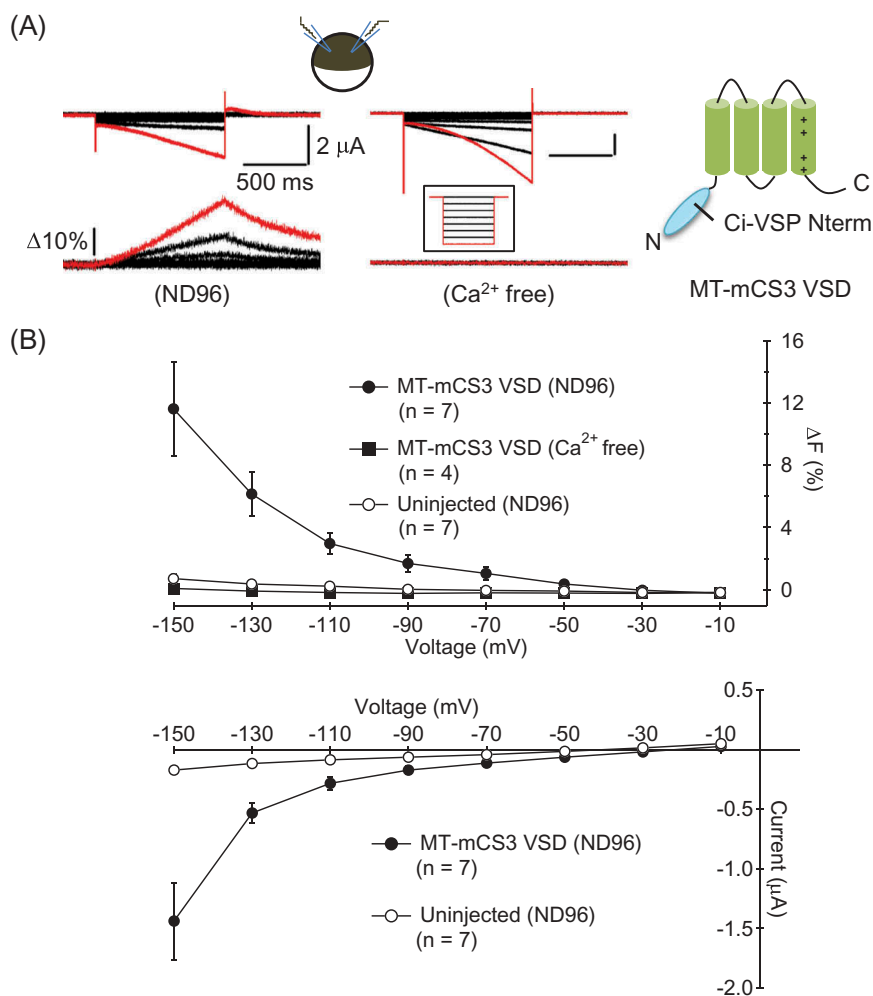 (A)
2 μA
500 ms
Δ10%
(ND96)
(Ca²⁺ free)
+
+
+
+
C
N
Ci-VSP Nterm
MT-mCS3 VSD
(B)
16
12
8
4
0
ΔF (%)
MT-mCS3 VSD (ND96)
(n = 7)
MT-mCS3 VSD (Ca²⁺ free)
(n = 4)
Uninjected (ND96)
(n = 7)
-150 -130 -110 -90 -70 -50 -30 -10
Voltage (mV)
Voltage (mV)
-150 -130 -110 -90 -70 -50 -30 -10
0.5
0
-0.5
-1.0
-1.5
-2.0
Current (μA)
MT-mCS3 VSD (ND96)
(n = 7)
Uninjected (ND96)
(n = 7)